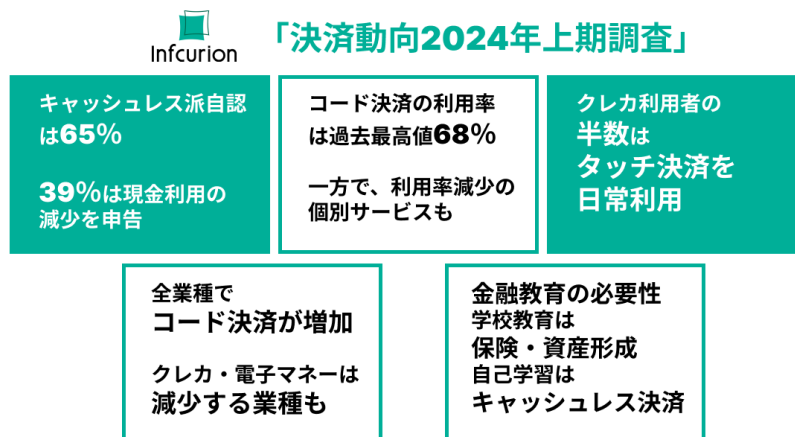 Infcurion
「決済動向2024年上期調査」
キャッシュレス派自認
は65%
39%は現金利用の
減少を申告
コード決済の利用率
は過去最高値68%
一方で、利用率減少の
個別サービスも
クレカ利用者の
半数は
タッチ決済を
日常利用
全業種で
コード決済が増加
クレカ・電子マネーは
減少する業種も
金融教育の必要性
学校教育は
保険・資産形成
自己学習は
キャッシュレス決済